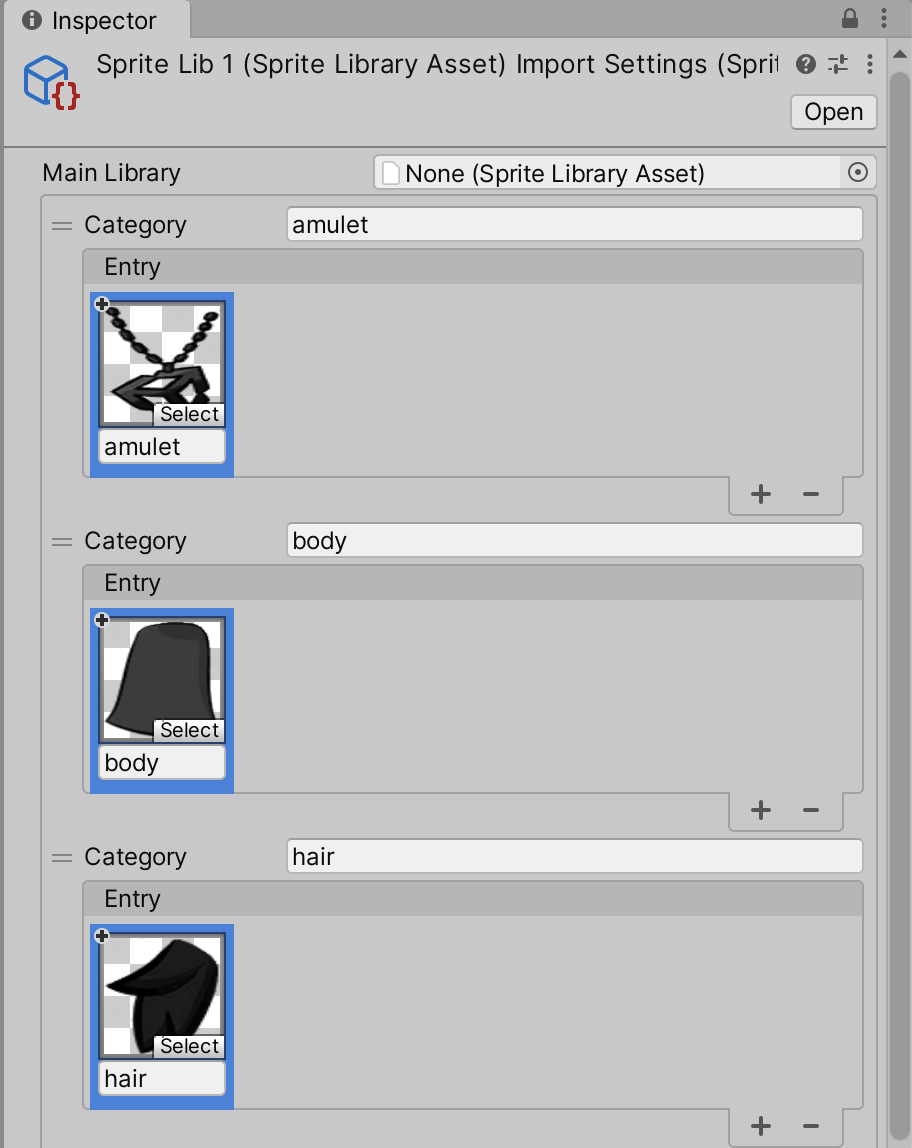 Inspector
Sprite Lib 1 (Sprite Library Asset) Import Settings (Sprit
Open
Main Library None (Sprite Library Asset)
Category amulet
Entry
Select
amulet
Category body
Entry
Select
body
Category hair
Entry
Select
hair